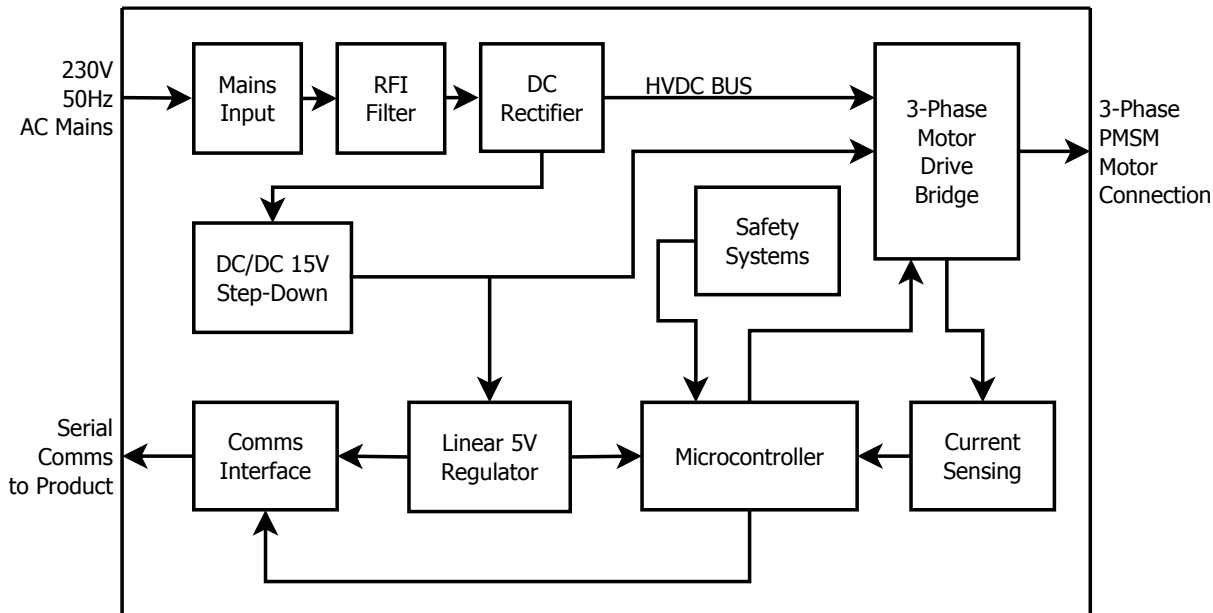 230V
50Hz
AC Mains
Mains
Input
RFI
Filter
DC
Rectifier
HVDC BUS
3-Phase
Motor
Drive
Bridge
3-Phase
PMSM
Motor
Connection
DC/DC 15V
Step-Down
Safety
Systems
Serial
Comms
to Product
Comms
Interface
Linear 5V
Regulator
Microcontroller
Current
Sensing